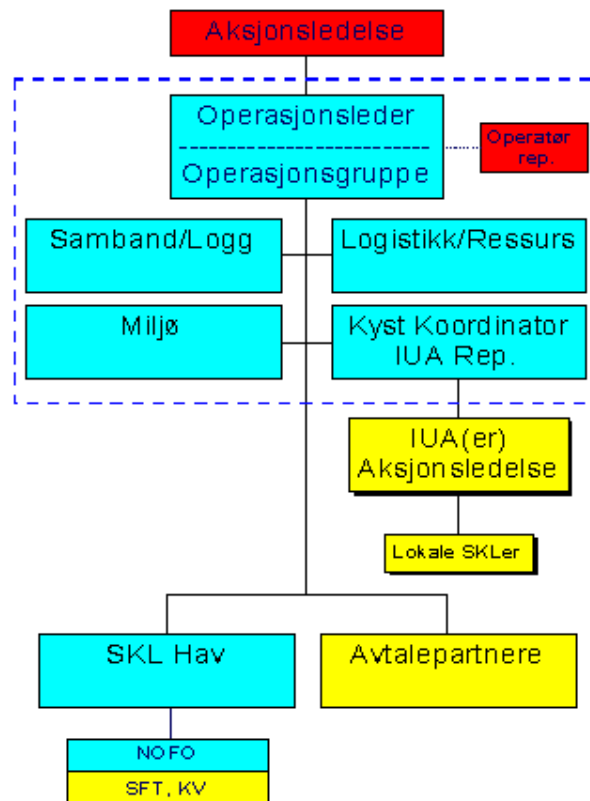 Aksjonsledelse
Operasjonsleder
Operasjonsgruppe
Operatør
rep.
Samband/Logg
Logistikk/Ressurs
Miljø
Kyst Koordinator
IUA Rep.
IUA(er)
Aksjonsledelse
Lokale SKLer
SKL Hav
Avtalepartnere
NOFO
SFT, KV